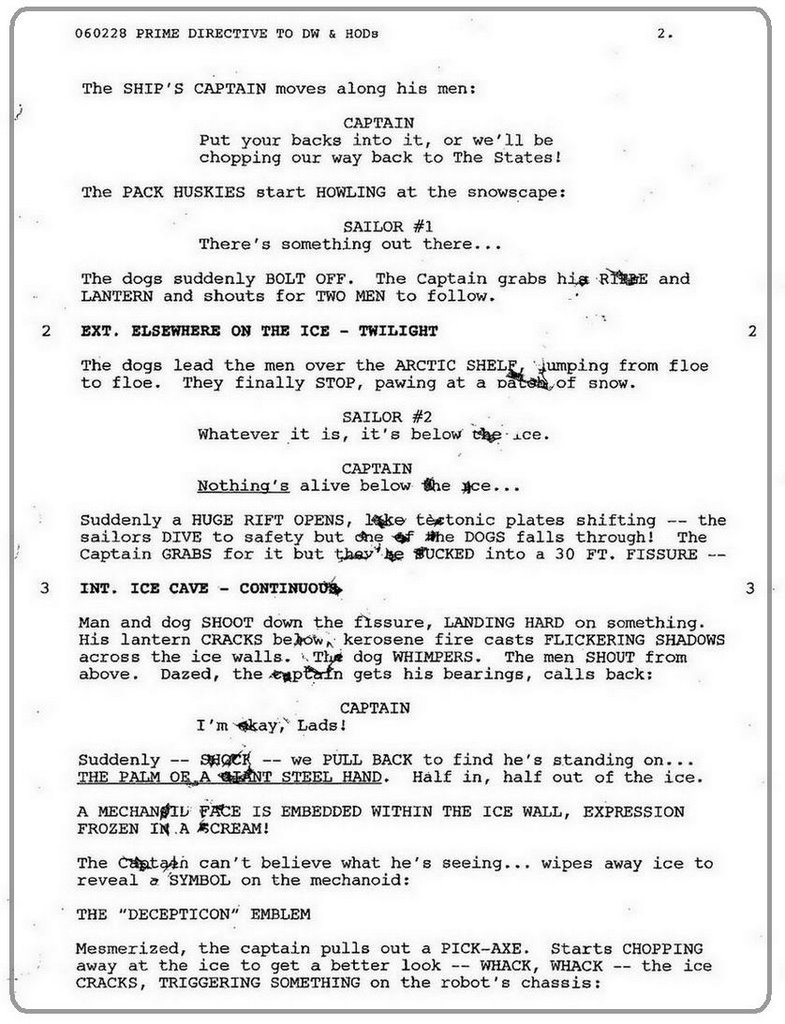 060228 PRIME DIRECTIVE TO DW & HODs 2.
The SHIP'S CAPTAIN moves along his men:
CAPTAIN
Put your backs into it, or we'll be
chopping our way back to The States!
The PACK HUSKIES start HOWLING at the snowscape:
SAILOR #1
There's something out there...
The dogs suddenly BOLT OFF. The Captain grabs his RIFLE and
LANTERN and shouts for TWO MEN to follow.
2 EXT. ELSEWHERE ON THE ICE - TWILIGHT 2
The dogs lead the men over the ARCTIC SHELF, jumping from floe
to floe. They finally STOP, pawing at a patch of snow.
SAILOR #2
Whatever it is, it's below the ice.
CAPTAIN
Nothing's alive below the ice...
Suddenly a HUGE RIFT OPENS, like tectonic plates shifting -- the
sailors DIVE to safety but one of the DOGS falls through! The
Captain GRABS for it but they're SUCKED into a 30 FT. FISSURE --
3 INT. ICE CAVE - CONTINUOUS 3
Man and dog SHOOT down the fissure, LANDING HARD on something.
His lantern CRACKS below, kerosene fire casts FLICKERING SHADOWS
across the ice walls. The dog WHIMPERS. The men SHOUT from
above. Dazed, the captain gets his bearings, calls back:
CAPTAIN
I'm okay, Lads!
Suddenly -- SHOCK -- we PULL BACK to find he's standing on...
THE PALM OF A GIANT STEEL HAND. Half in, half out of the ice.
A MECHANOID FACE IS EMBEDDED WITHIN THE ICE WALL, EXPRESSION
FROZEN IN A SCREAM!
The Captain can't believe what he's seeing... wipes away ice to
reveal a SYMBOL on the mechanoid:
THE "DECEPTICON" EMBLEM
Mesmerized, the captain pulls out a PICK-AXE. Starts CHOPPING
away at the ice to get a better look -- WHACK, WHACK -- the ice
CRACKS, TRIGGERING SOMETHING on the robot's chassis: